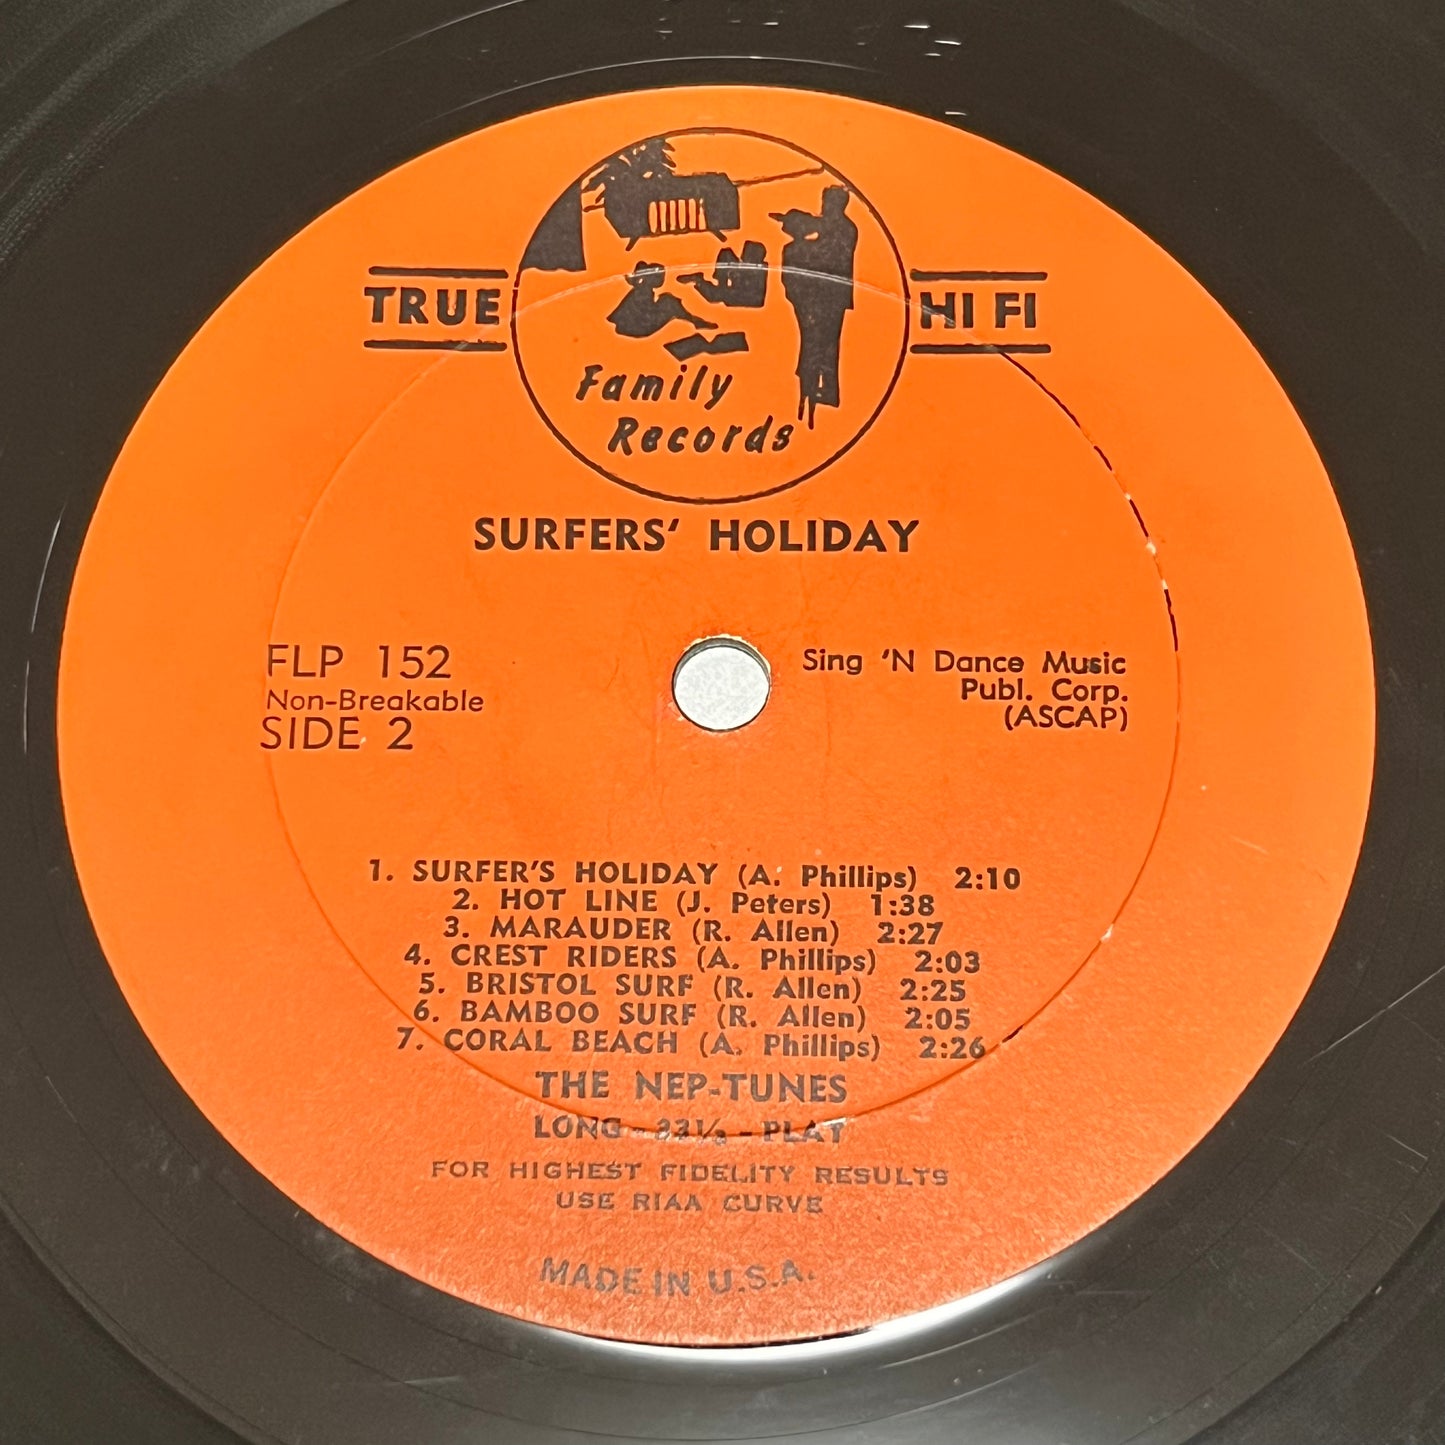 TRUE HI FI
Family
Records
SURFERS' HOLIDAY
FLP 152
Non-Breakable
SIDE 2
Sing 'N Dance Music
Publ. Corp.
(ASCAP)
1. SURFER'S HOLIDAY (A. Phillips) 2:10
2. HOT LINE (J. Peters) 1:38
3. MARAUDER (R. Allen) 2:27
4. CREST RIDERS (A. Phillips) 2:03
5. BRISTOL SURF (R. Allen) 2:25
6. BAMBOO SURF (R. Allen) 2:05
7. CORAL BEACH (A. Phillips) 2:26
THE NEP-TUNES
LONG - 33⅓ - PLAY
FOR HIGHEST FIDELITY RESULTS
USE RIAA CURVE
MADE IN U.S.A.